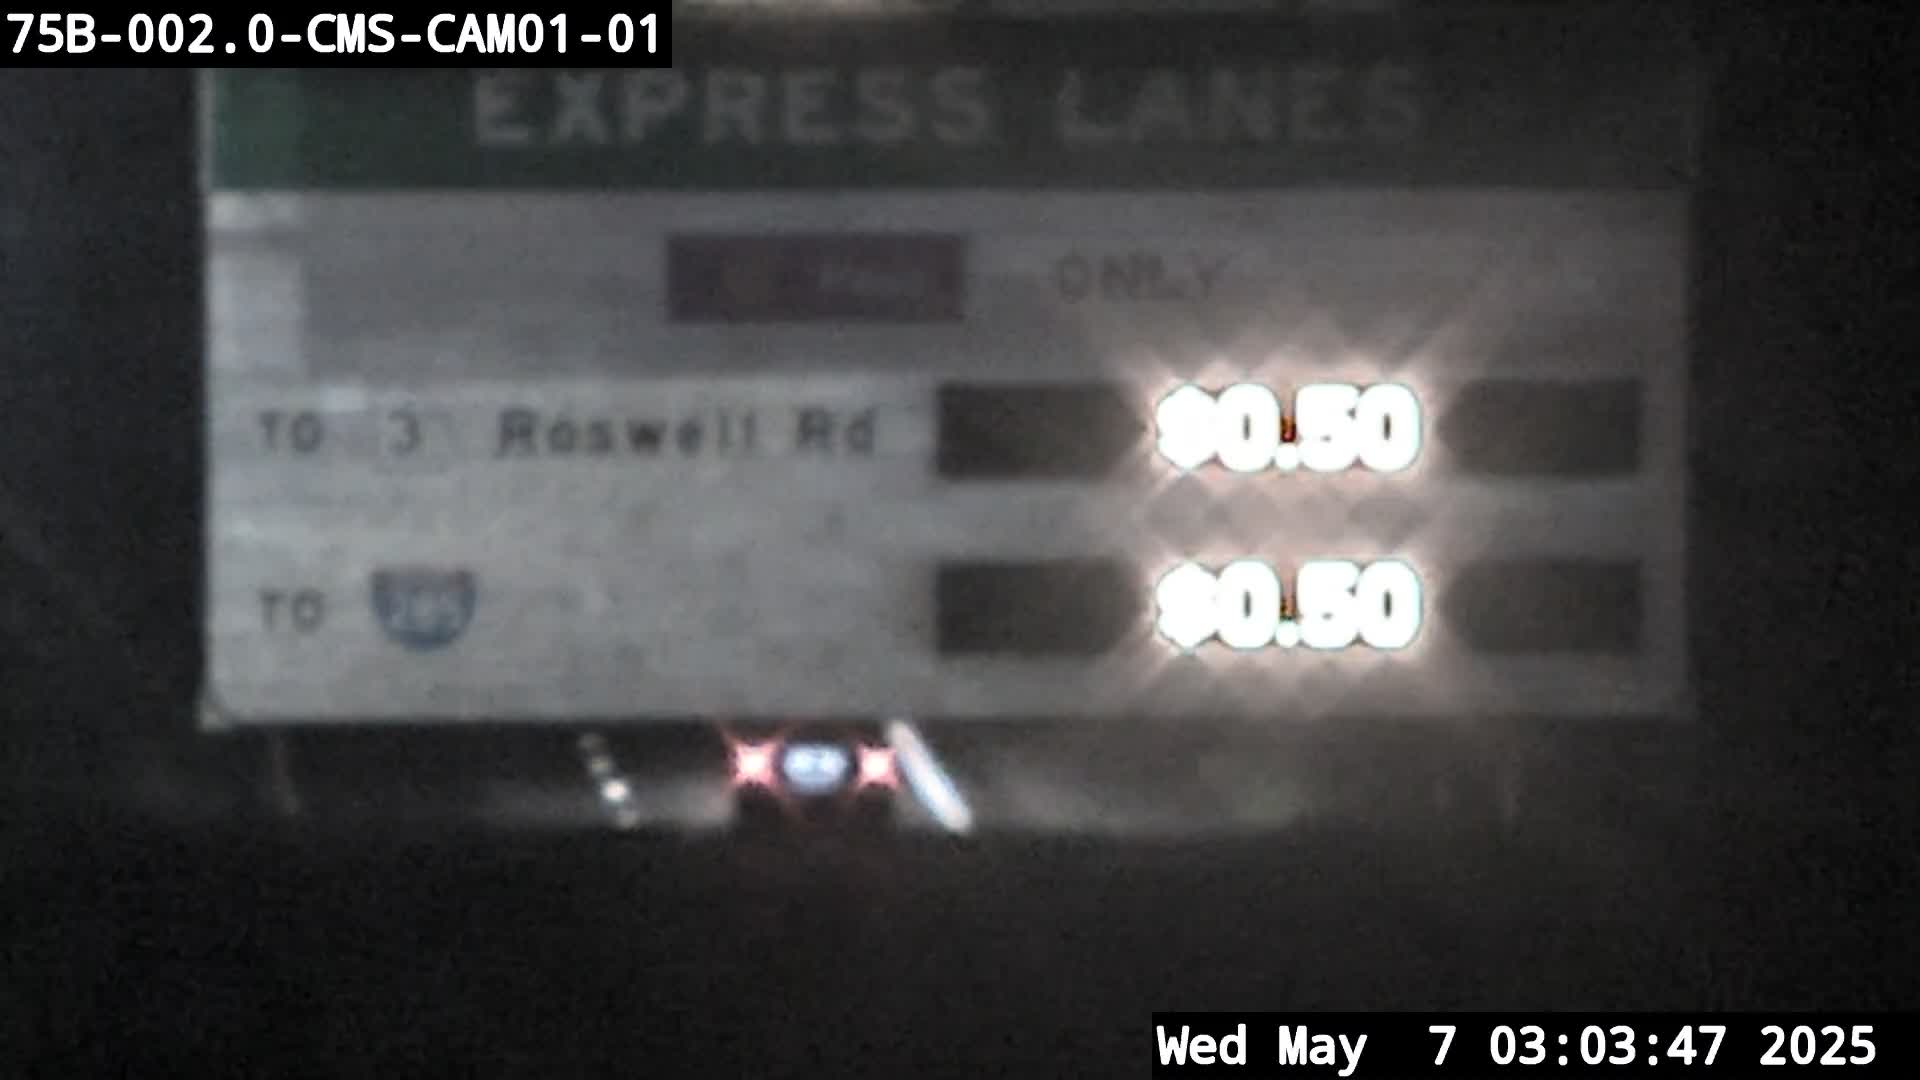 75B-002.0-CMS-CAM01-01
EXPRESS LANES
ONLY
TO 3 Roswell Rd $0.50
TO 285 $0.50
Wed May 7 03:03:47 2025